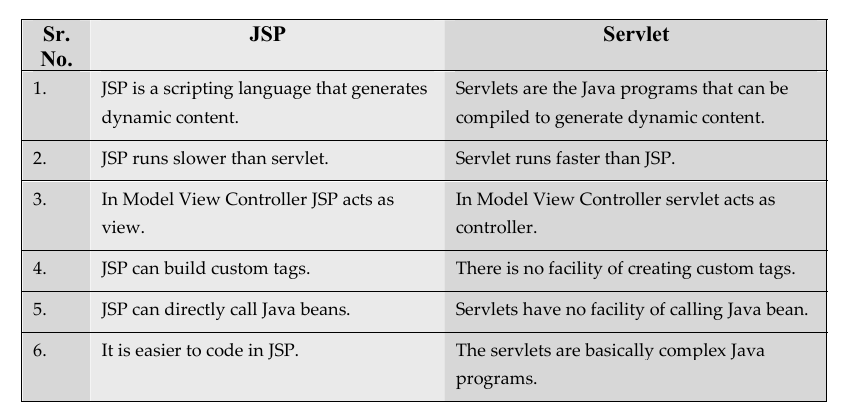 Sr. No. JSP Servlet
1. JSP is a scripting language that generates dynamic content. Servlets are the Java programs that can be compiled to generate dynamic content.
2. JSP runs slower than servlet. Servlet runs faster than JSP.
3. In Model View Controller JSP acts as view. In Model View Controller servlet acts as controller.
4. JSP can build custom tags. There is no facility of creating custom tags.
5. JSP can directly call Java beans. Servlets have no facility of calling Java bean.
6. It is easier to code in JSP. The servlets are basically complex Java programs.